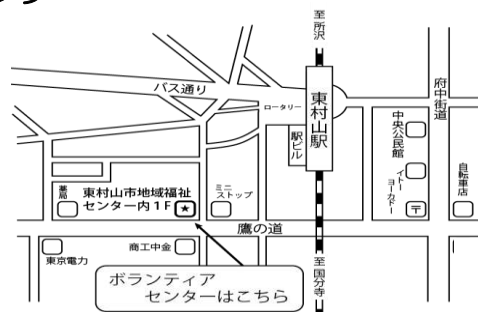 至所沢
バス通り
ロータリー
東村山駅
駅ビル
府中街道
中央公民館
イトーヨーカドー
〒
自転車店
薬局
東村山市地域福祉
センター内1F
★
ミニ
ストップ
鷹の道
東京電力
商工中金
至国分寺
ボランティア
センターはこちら